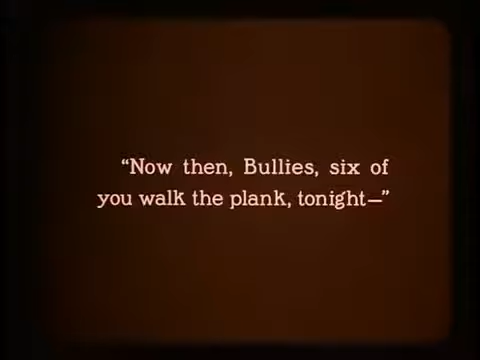 “Now then, Bullies, six of
you walk the plank, tonight—”